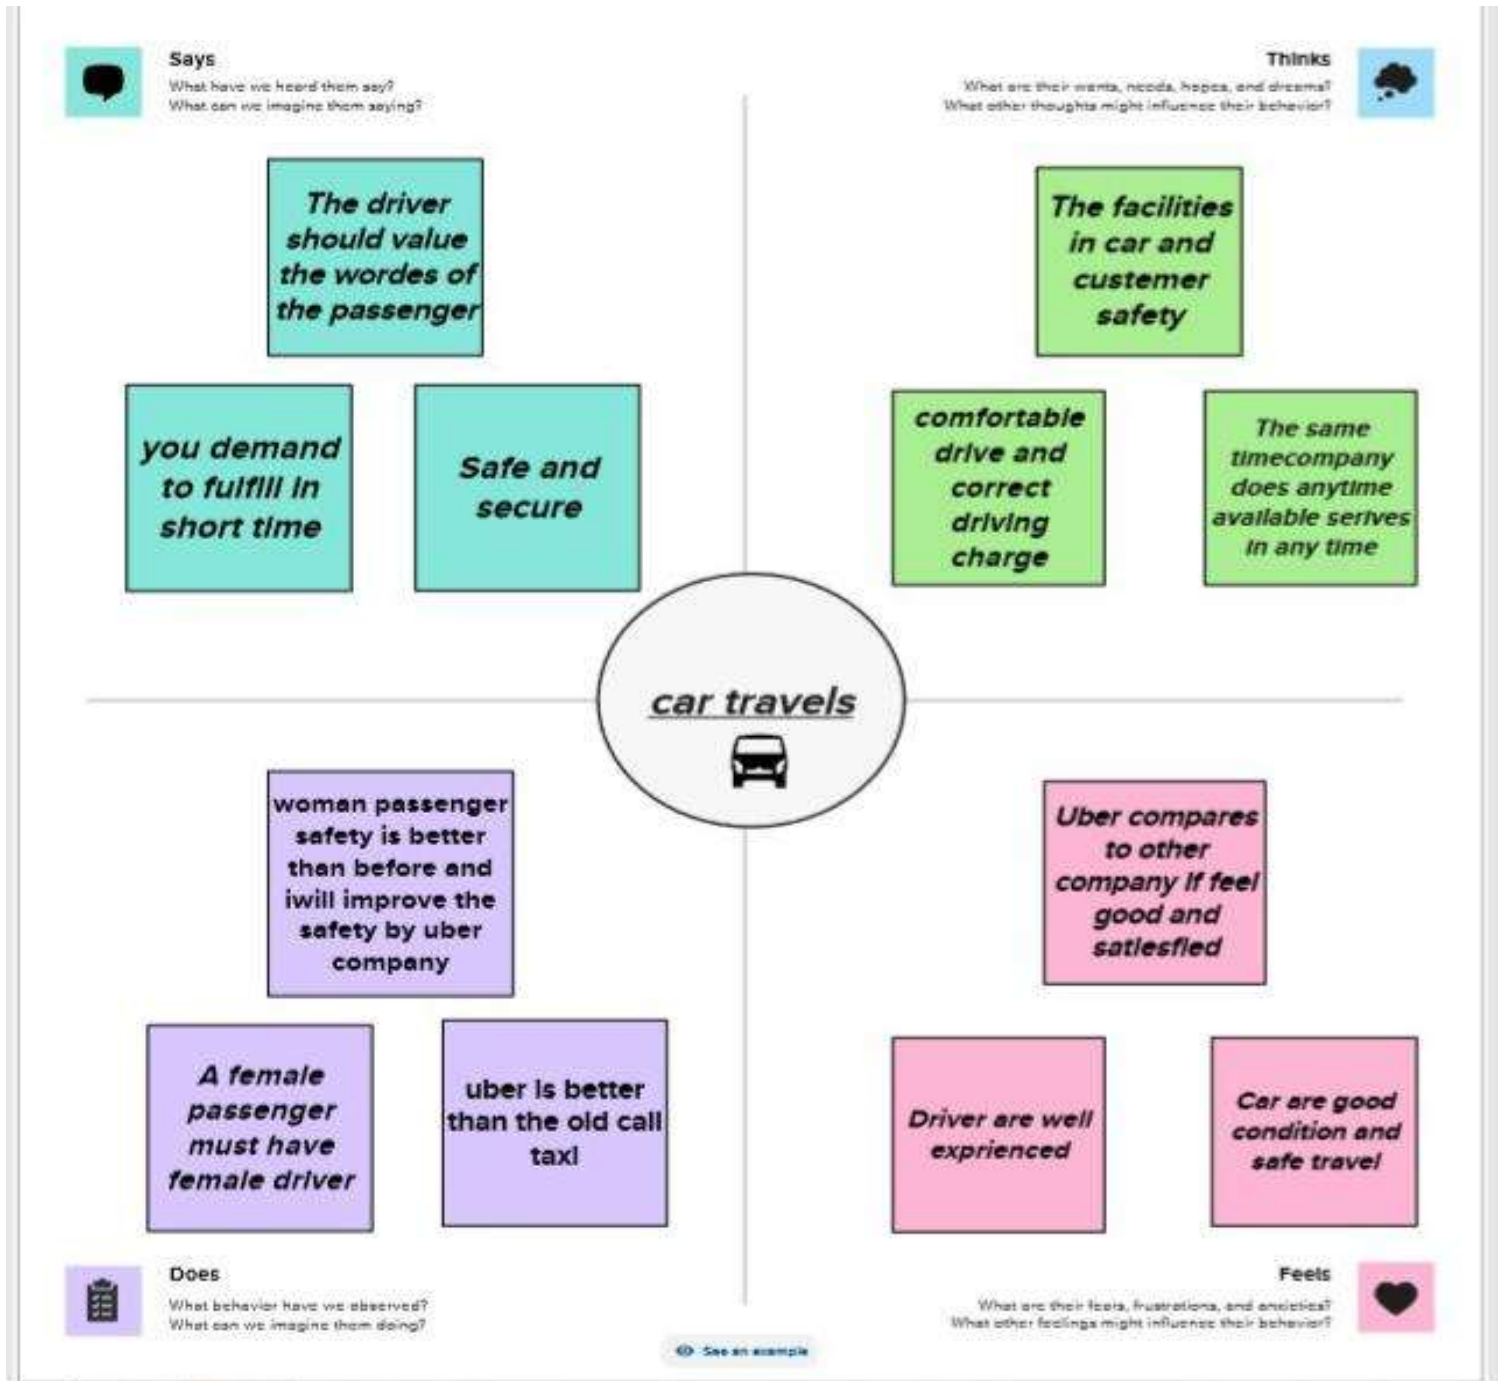 Says
What have we heard them say?
What can we imagine them saying?
Thinks
What are their wants, needs, hopes, and dreams?
What other thoughts might influence their behavior?
The driver
should value
the wordes of
the passenger
you demand
to fulfill in
short time
Safe and
secure
The facilities
in car and
custemer
safety
comfortable
drive and
correct
driving
charge
The same
timecompany
does anytime
available serives
in any time
car travels
woman passenger
safety is better
than before and
iwill improve the
safety by uber
company
A female
passenger
must have
female driver
uber is better
than the old call
taxi
Uber compares
to other
company if feel
good and
satiesfied
Driver are well
exprienced
Car are good
condition and
safe travel
Does
What behavior have we observed?
What can we imagine them doing?
Feels
What are their fears, frustrations, and anxieties?
What other feelings might influence their behavior?
See an example